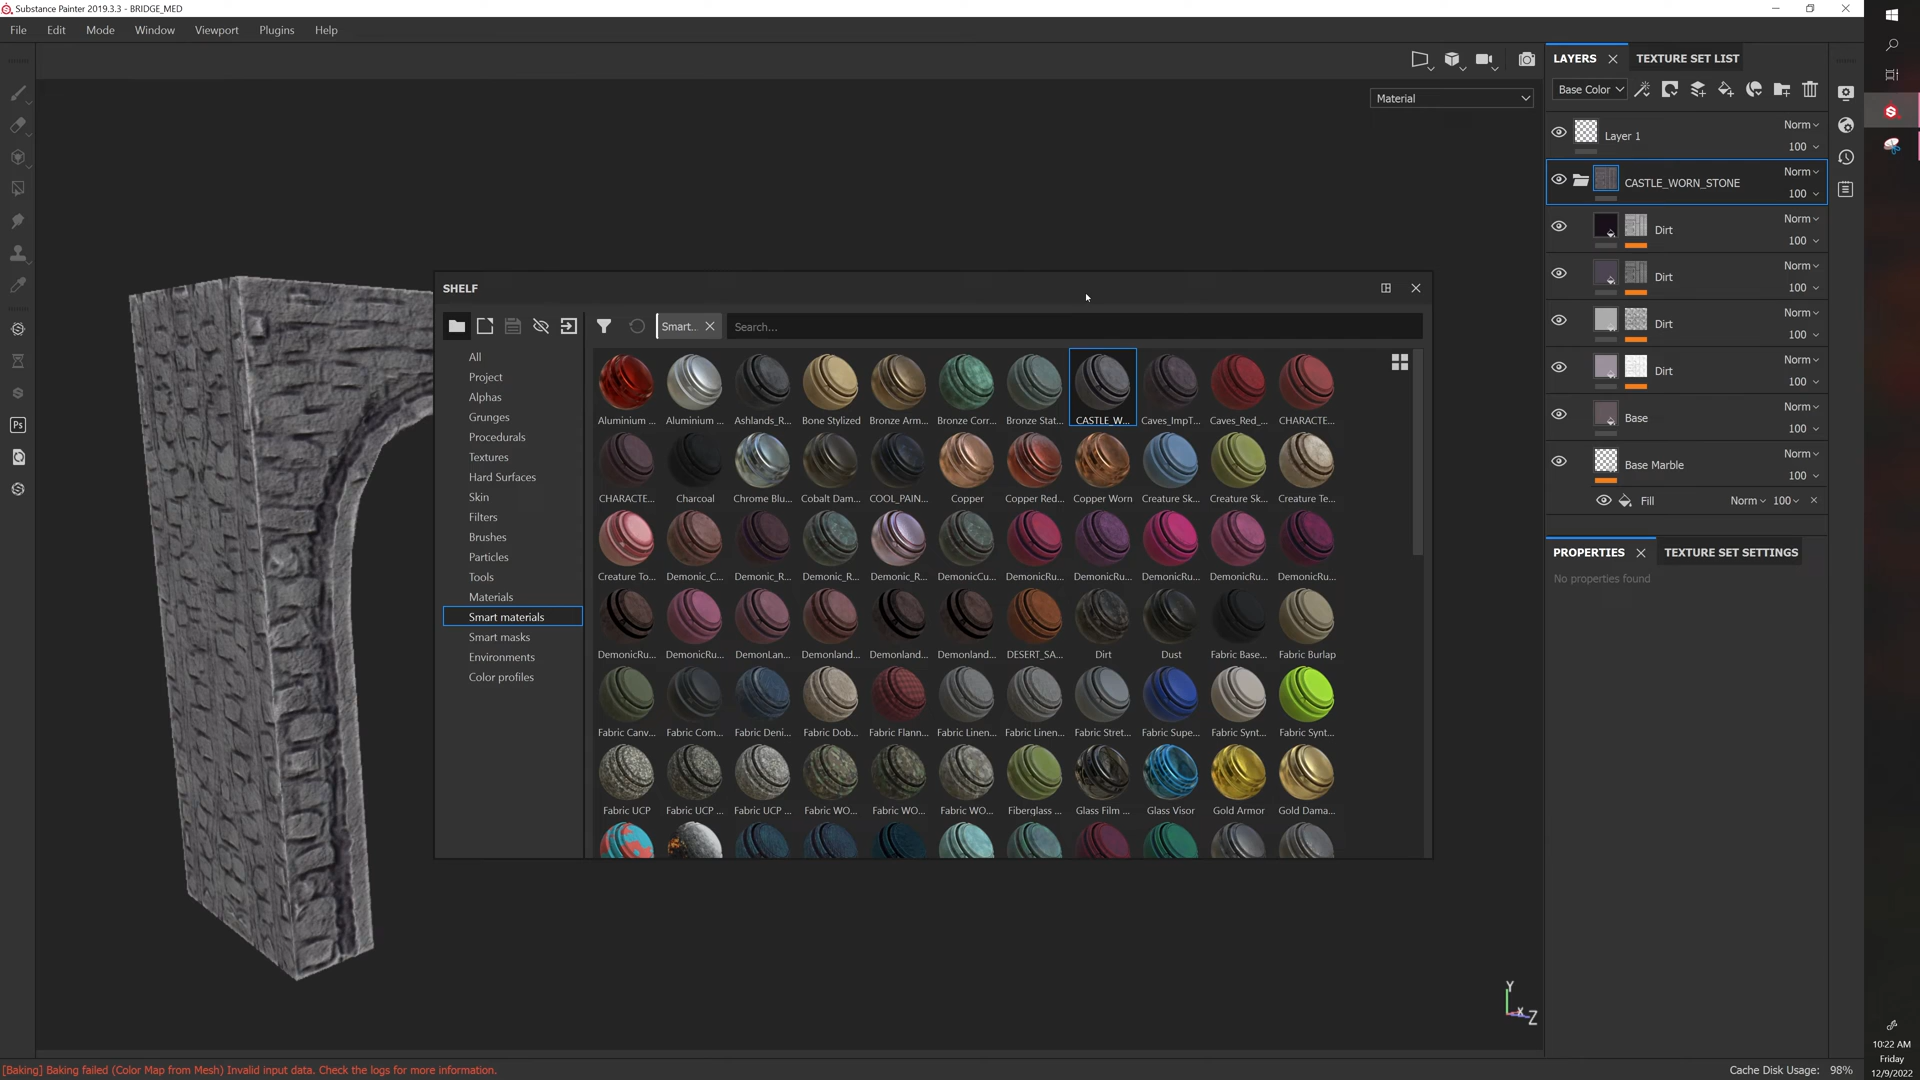 Substance Painter 2019.3.3 - BRIDGE_MED
File Edit Mode Window Viewport Plugins Help
LAYERS TEXTURE SET LIST
Base Color
Material
Layer 1 Norm 100
CASTLE_WORN_STONE Norm 100
Dirt Norm 100
Dirt Norm 100
Dirt Norm 100
Dirt Norm 100
Base Norm 100
Base Marble Norm 100
Fill Norm 100
PROPERTIES TEXTURE SET SETTINGS
No properties found
SHELF
Smart.. Search...
All
Project
Alphas
Grunges
Procedurals
Textures
Hard Surfaces
Skin
Filters
Brushes
Particles
Tools
Materials
Smart materials
Smart masks
Environments
Color profiles
Aluminium ... Aluminium ... Ashlands_R... Bone Stylized Bronze Arm... Bronze Corr... Bronze Stat... CASTLE_W... Caves_ImpT... Caves_Red_... CHARACTE...
CHARACTE... Charcoal Chrome Blu... Cobalt Dam... COOL_PAIN... Copper Copper Red... Copper Worn Creature Sk... Creature Sk... Creature Te...
Creature To... Demonic_C... Demonic_R... Demonic_R... Demonic_R... DemonicCu... DemonicRu... DemonicRu... DemonicRu... DemonicRu... DemonicRu...
DemonicRu... DemonicRu... DemonLan... Demonland... Demonland... Demonland... DESERT_SA... Dirt Dust Fabric Base... Fabric Burlap
Fabric Canv... Fabric Com... Fabric Deni... Fabric Dob... Fabric Flann... Fabric Linen... Fabric Linen... Fabric Stret... Fabric Supe... Fabric Synt... Fabric Synt...
Fabric UCP Fabric UCP ... Fabric UCP ... Fabric WO... Fabric WO... Fabric WO... Fiberglass ... Glass Film ... Glass Visor Gold Armor Gold Dama...
Y
X
Z
Ps
[Baking] Baking failed (Color Map from Mesh) Invalid input data. Check the logs for more information.
Cache Disk Usage: 98%
10:22 AM
Friday
12/9/2022